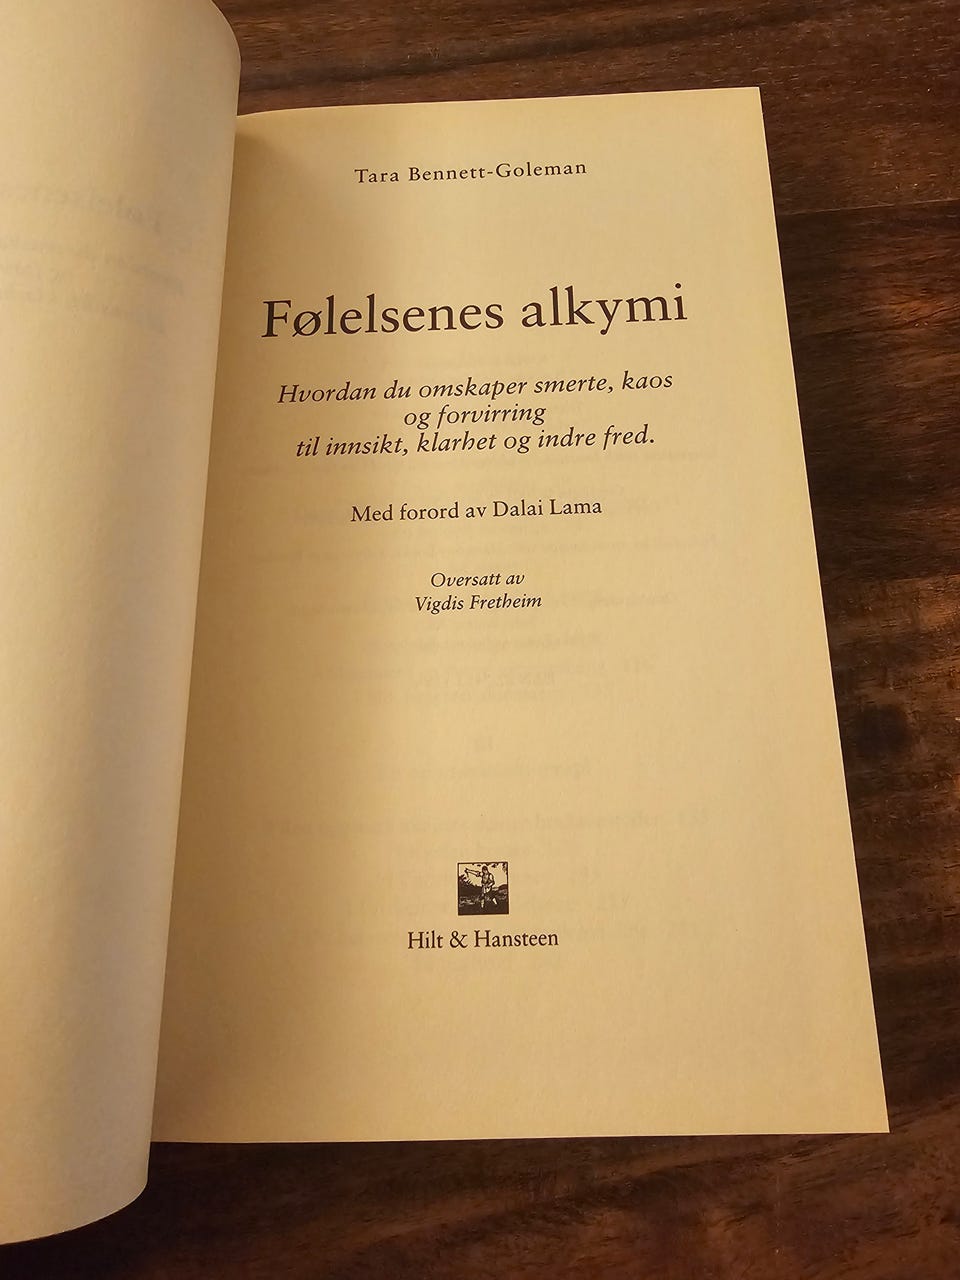 Tara Bennett-Goleman
Følelsenes alkymi
Hvordan du omskaper smerte, kaos
og forvirring
til innsikt, klarhet og indre fred.
Med forord av Dalai Lama
Oversatt av
Vigdis Fretheim
Hilt & Hansteen